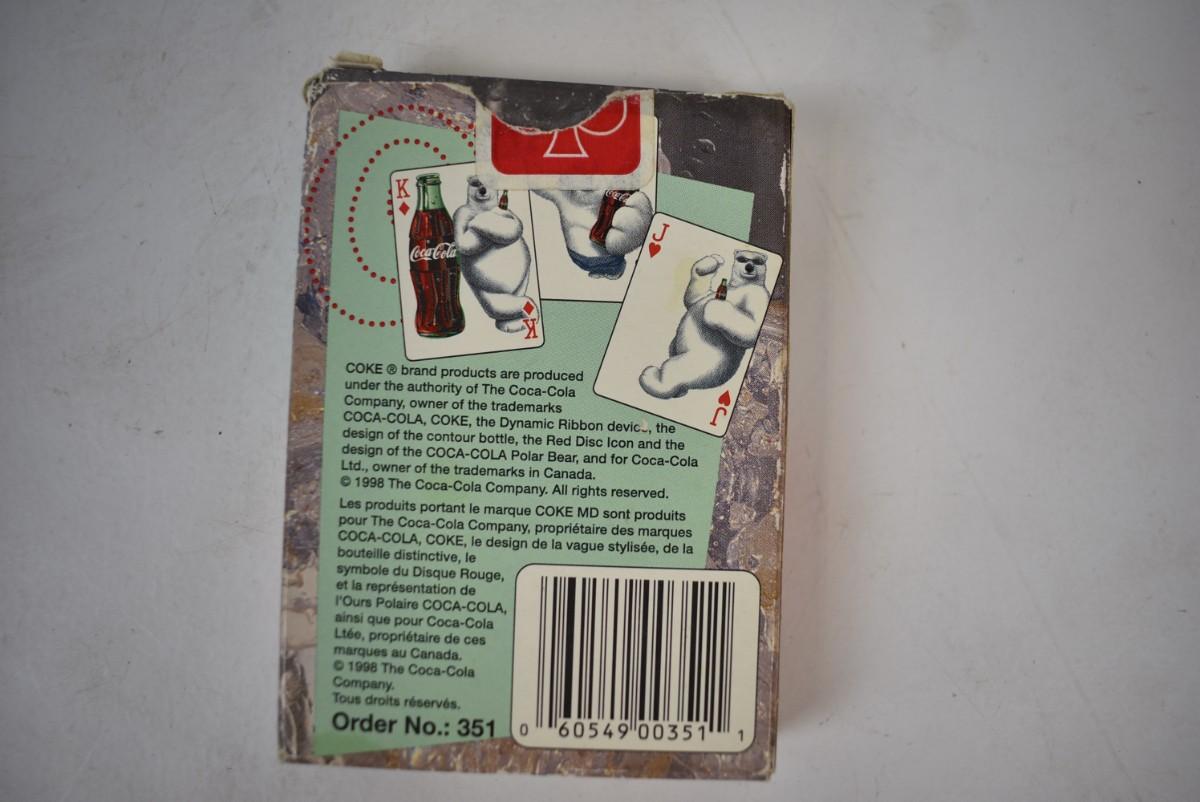 K
Coca-Cola
K
Coca-Cola
J
J
COKE ® brand products are produced
under the authority of The Coca-Cola
Company, owner of the trademarks
COCA-COLA, COKE, the Dynamic Ribbon device, the
design of the contour bottle, the Red Disc Icon and the
design of the COCA-COLA Polar Bear, and for Coca-Cola
Ltd., owner of the trademarks in Canada.
© 1998 The Coca-Cola Company. All rights reserved.
Les produits portant le marque COKE MD sont produits
pour The Coca-Cola Company, propriétaire des marques
COCA-COLA, COKE, le design de la vague stylisée, de la
bouteille distinctive, le
symbole du Disque Rouge,
et la représentation de
l'Ours Polaire COCA-COLA,
ainsi que pour Coca-Cola
Ltée, propriétaire de ces
marques au Canada.
© 1998 The Coca-Cola
Company.
Tous droits réservés.
Order No.: 351
0 60549 00351 1